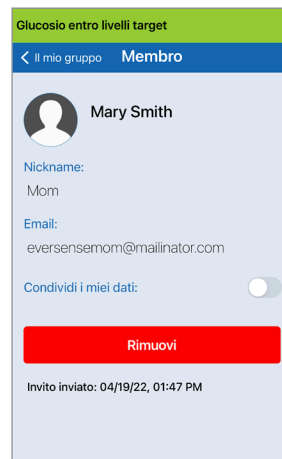 Glucosio entro livelli target
Il mio gruppo Membro
Mary Smith
Nickname:
Mom
Email:
eversensemom@mailinator.com
Condividi i miei dati:
Rimuovi
Invito inviato: 04/19/22, 01:47 PM